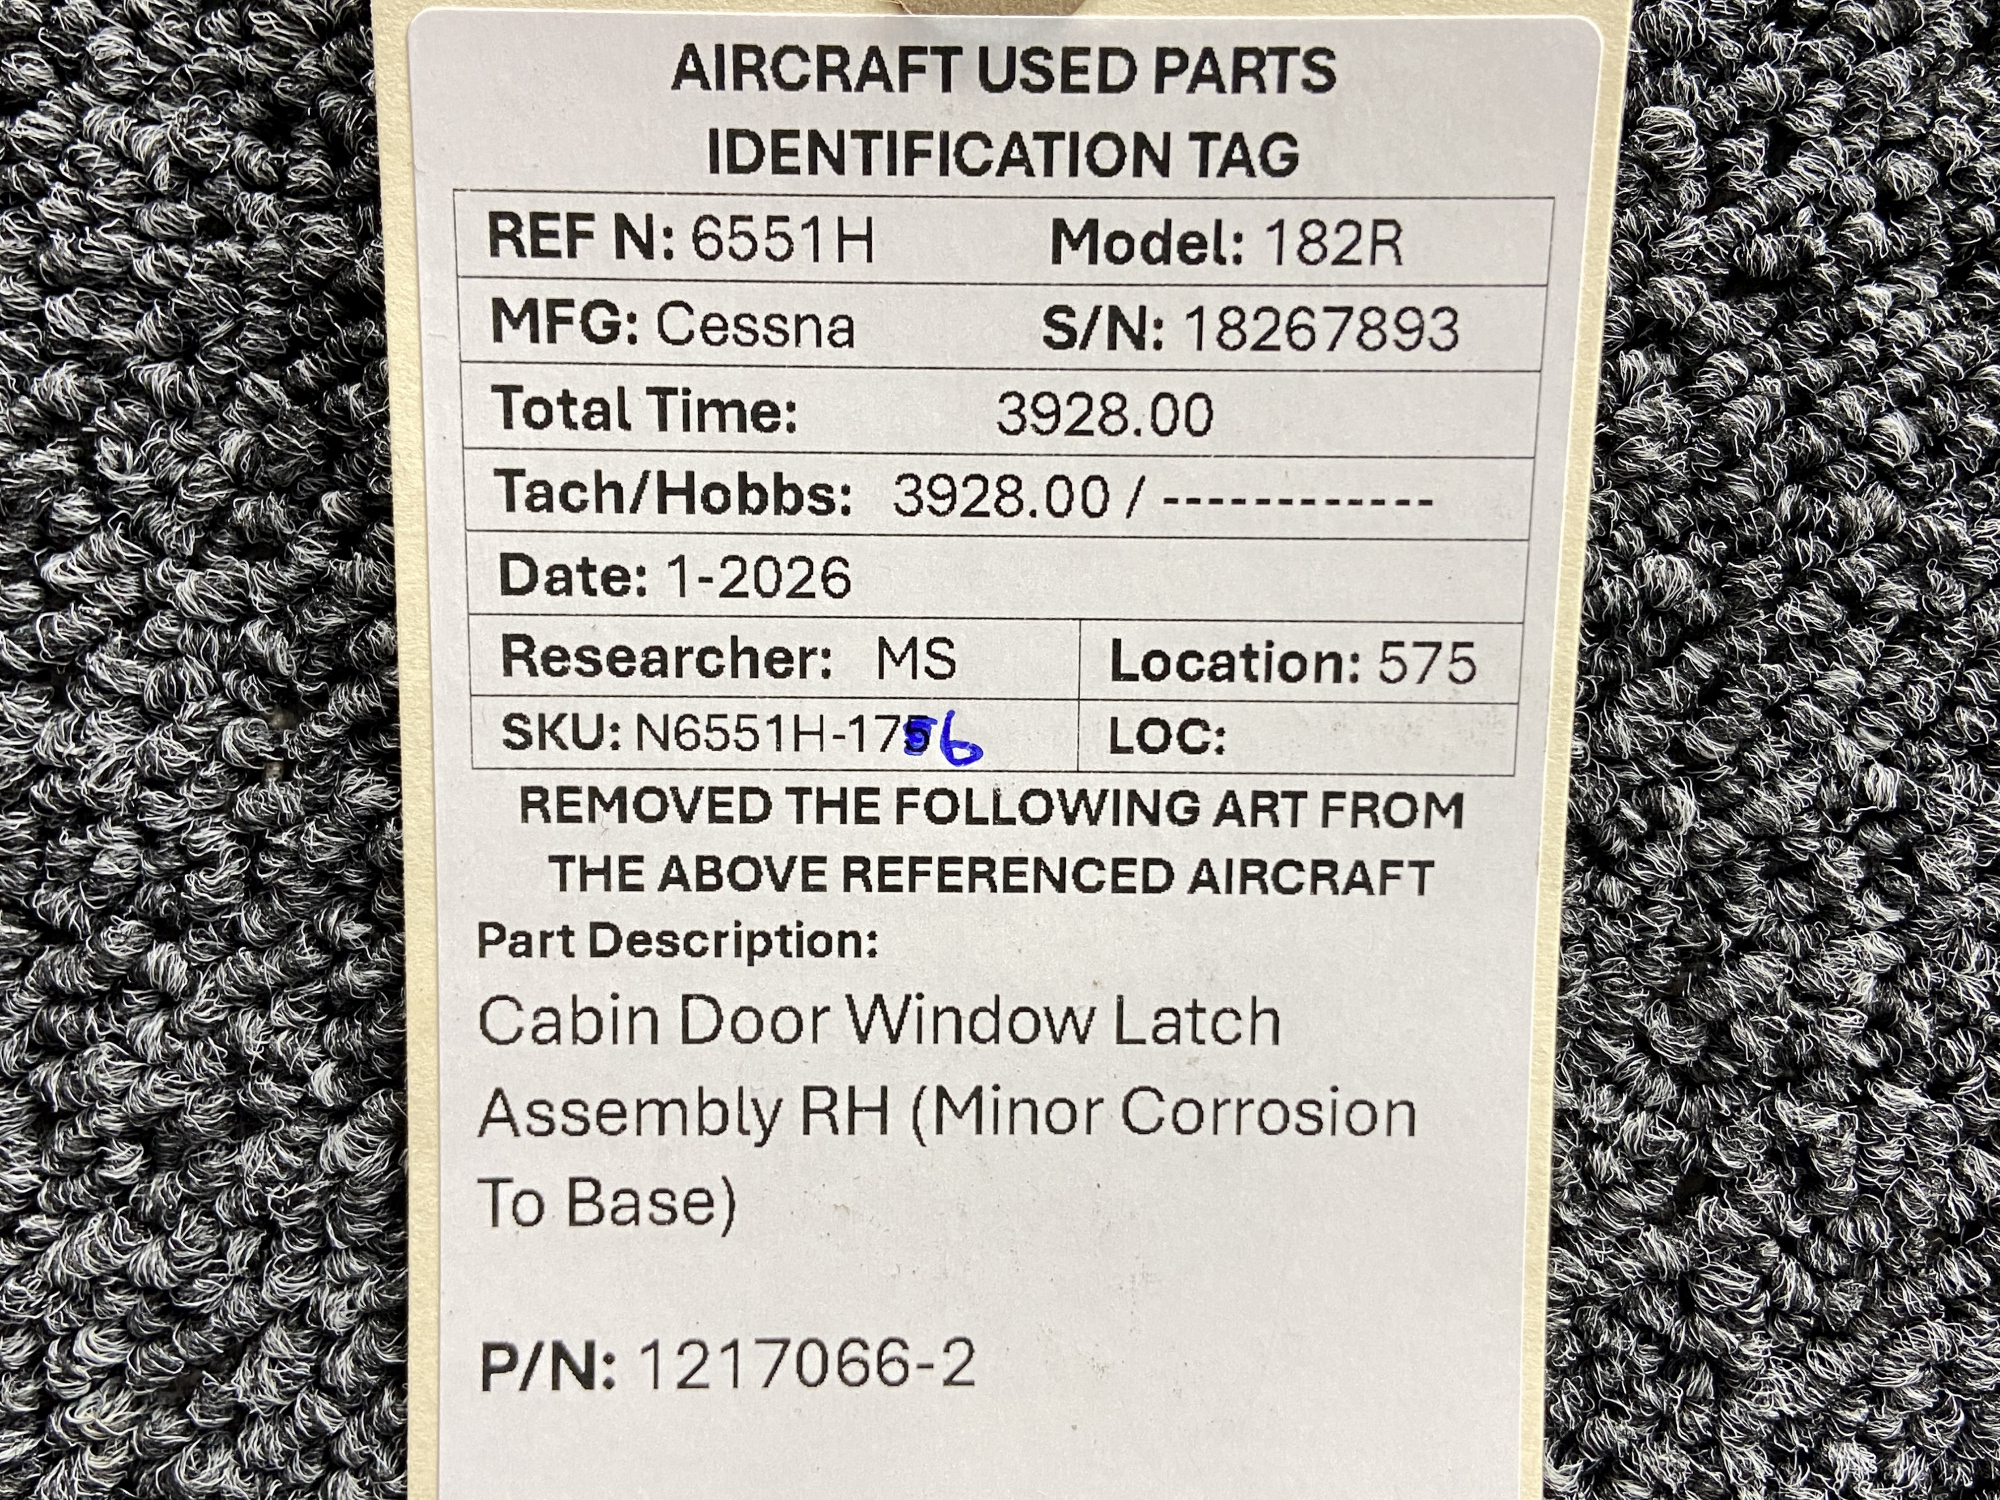 AIRCRAFT USED PARTS
IDENTIFICATION TAG
REF N: 6551H Model: 182R
MFG: Cessna S/N: 18267893
Total Time: 3928.00
Tach/Hobbs: 3928.00 / ------------
Date: 1-2026
Researcher: MS Location: 575
SKU: N6551H-176 LOC:
REMOVED THE FOLLOWING ART FROM
THE ABOVE REFERENCED AIRCRAFT
Part Description:
Cabin Door Window Latch
Assembly RH (Minor Corrosion
To Base)
P/N: 1217066-2